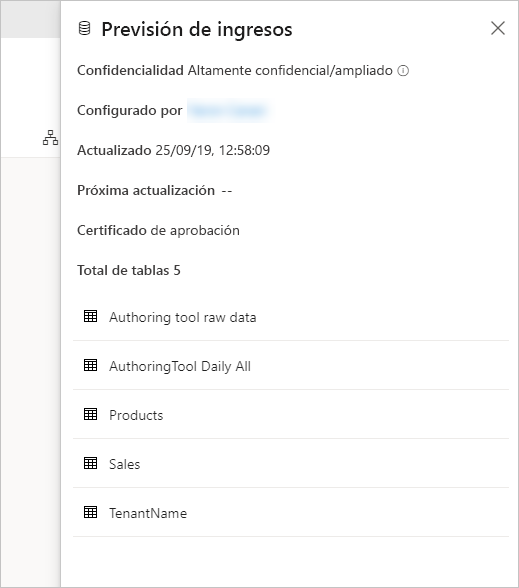 Previsión de ingresos
Confidencialidad Altamente confidencial/ampliado
Configurado por
Actualizado 25/09/19, 12:58:09
Próxima actualización --
Certificado de aprobación
Total de tablas 5
Authoring tool raw data
AuthoringTool Daily All
Products
Sales
TenantName